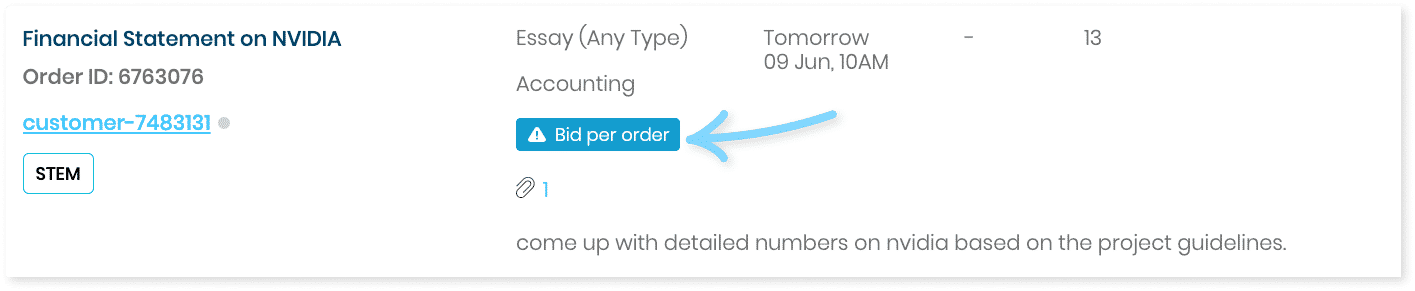 Financial Statement on NVIDIA
Order ID: 6763076
customer-7483131
STEM
Essay (Any Type)
Accounting
Bid per order
1
come up with detailed numbers on nvidia based on the project guidelines.
Tomorrow
09 Jun, 10AM
-
13